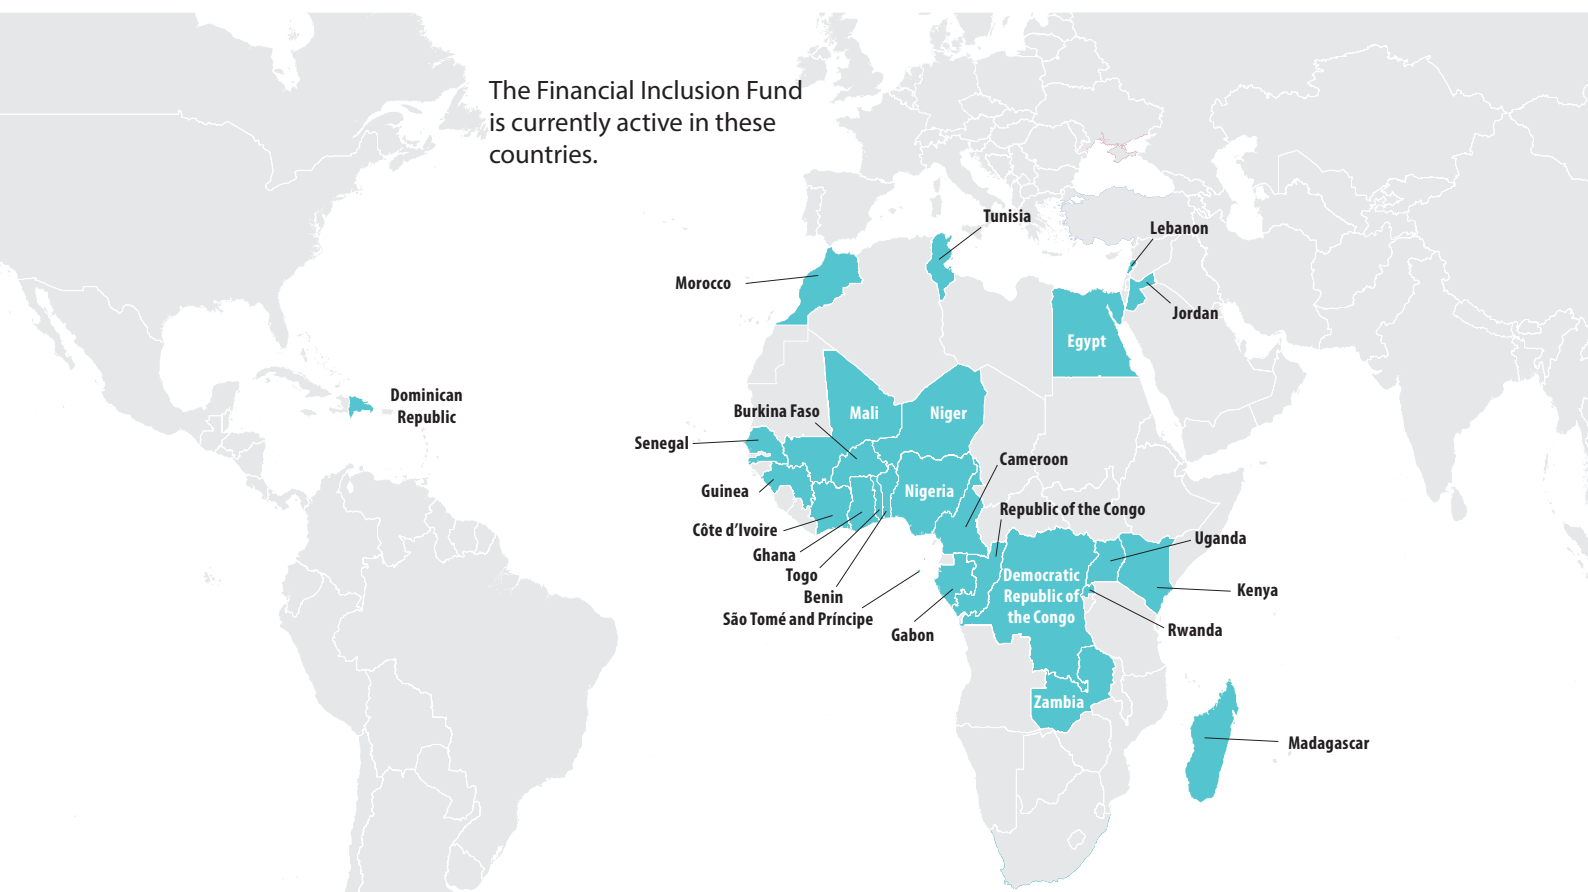 The Financial Inclusion Fund
is currently active in these
countries.
Tunisia
Lebanon
Morocco
Jordan
Egypt
Dominican
Republic
Burkina Faso
Mali
Niger
Senegal
Cameroon
Guinea
Nigeria
Republic of the Congo
Côte d’Ivoire
Ghana
Uganda
Togo
Democratic
Republic of
the Congo
Benin
Kenya
São Tomé and Príncipe
Gabon
Rwanda
Zambia
Madagascar